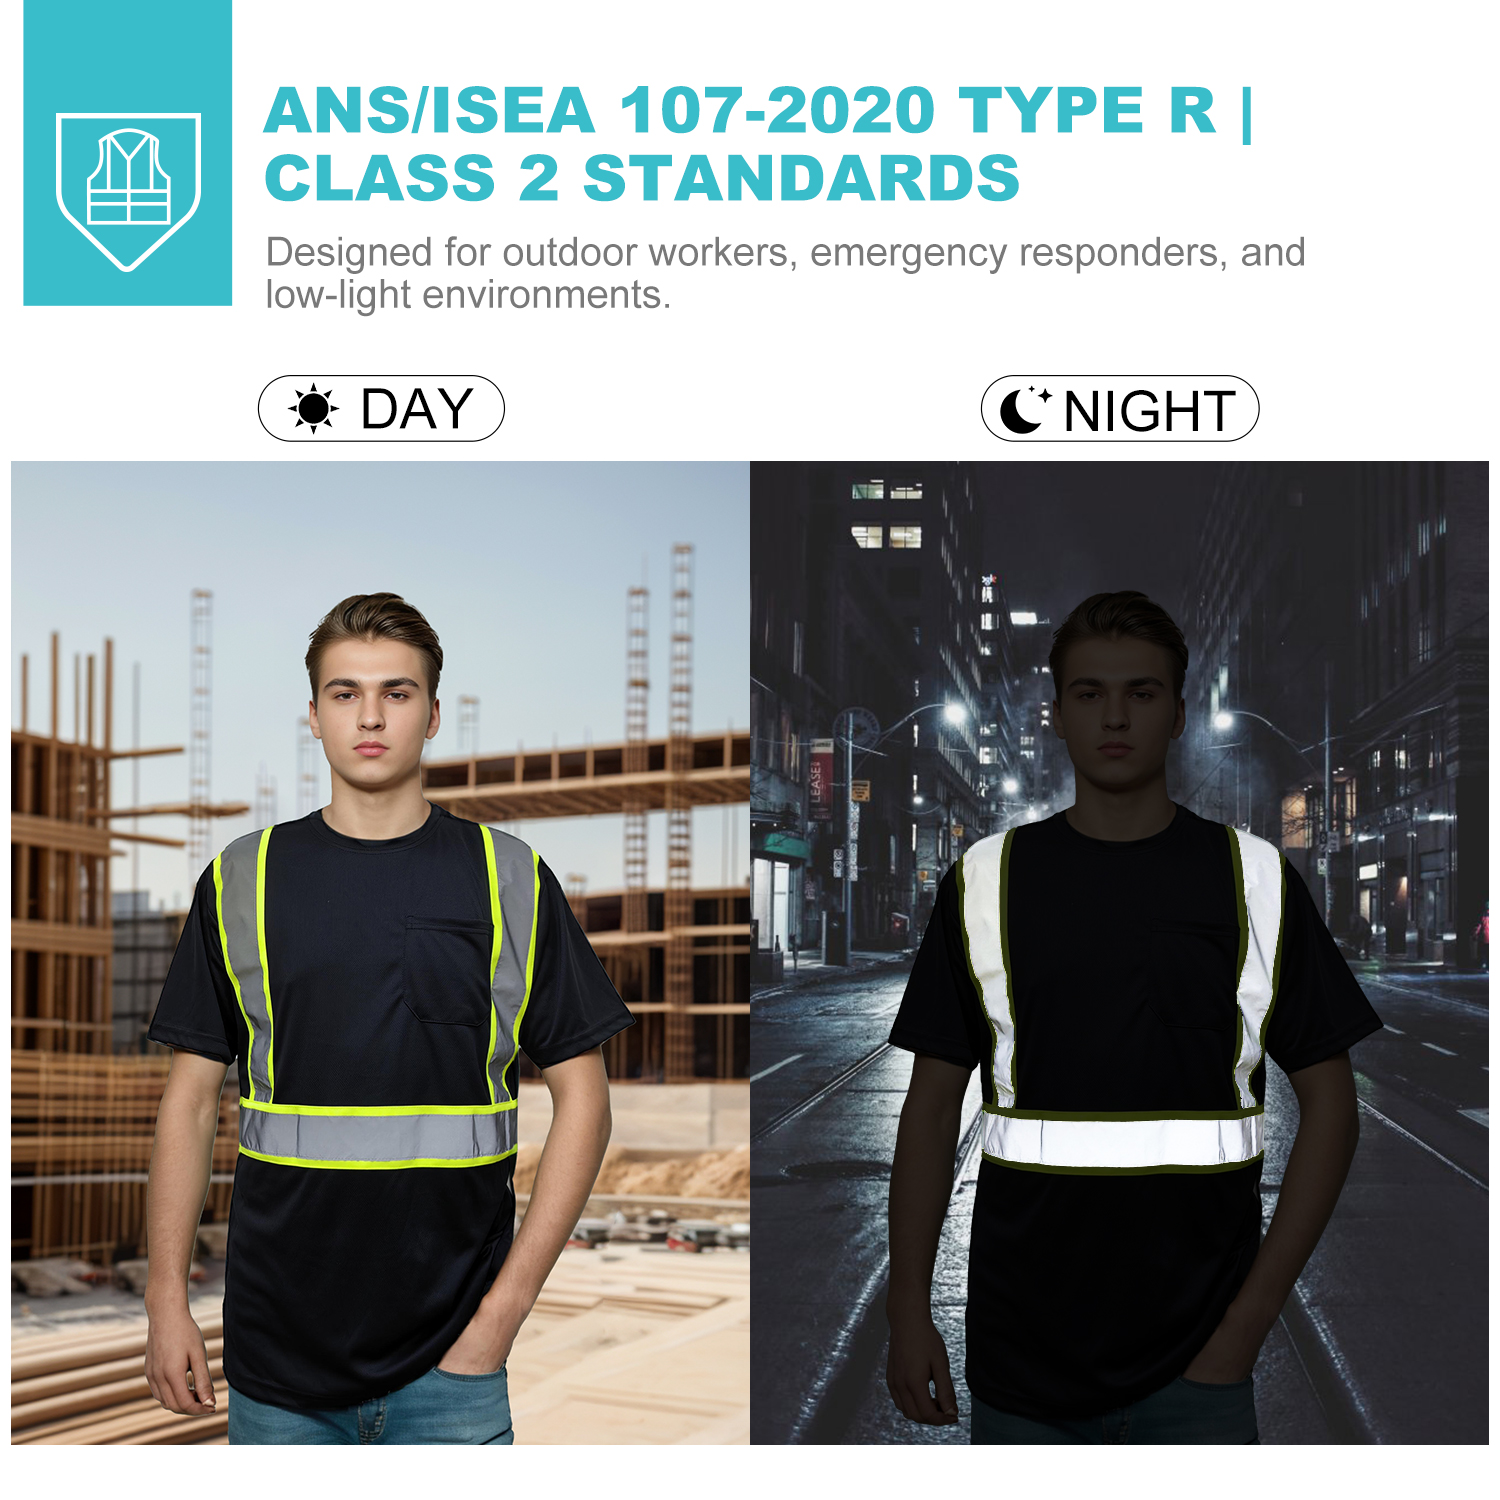 ANS/ISEA 107-2020 TYPE R |
CLASS 2 STANDARDS
Designed for outdoor workers, emergency responders, and
low-light environments.
DAY
NIGHT
LEASE